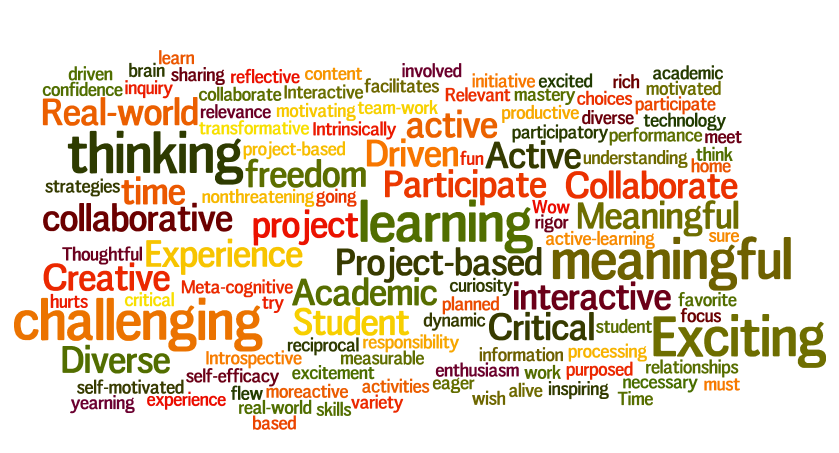 learn
driven brain sharing reflective content involved initiative excited rich academic
confidence inquiry collaborate Interactive facilitates Relevant mastery choices motivated
Real-world relevance motivating team-work active productive diverse participate technology
transformative Intrinsically participatory performance meet
thinking project-based Driven fun Active understanding think
home
freedom
strategies time nonthreatening going Participate Collaborate
collaborative project learning Wow rigor Meaningful
active-learning sure
Thoughtful Experience Project-based meaningful
Creative Meta-cognitive Academic curiosity interactive favorite
hurts critical try planned focus
challenging Student dynamic Critical student Exciting
reciprocal responsibility
Diverse Introspective measurable information processing relationships
self-motivated self-efficacy excitement enthusiasm work purposed necessary must
yearning experience flew moreactive activities eager wish alive inspiring Time
real-world skills variety
based